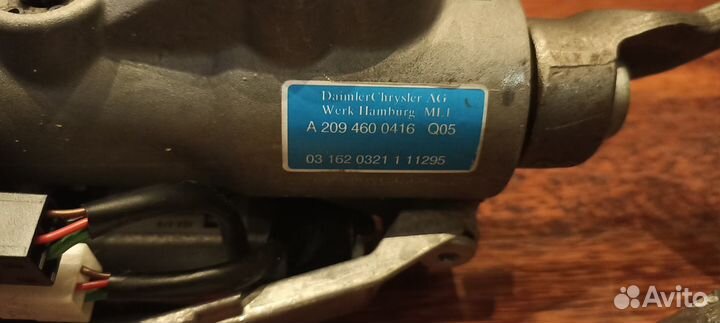 DaimlerChrysler AG
Werk Hamburg ML1
A 209 460 0416 Q05
03 162 0321 1 11295
Avito